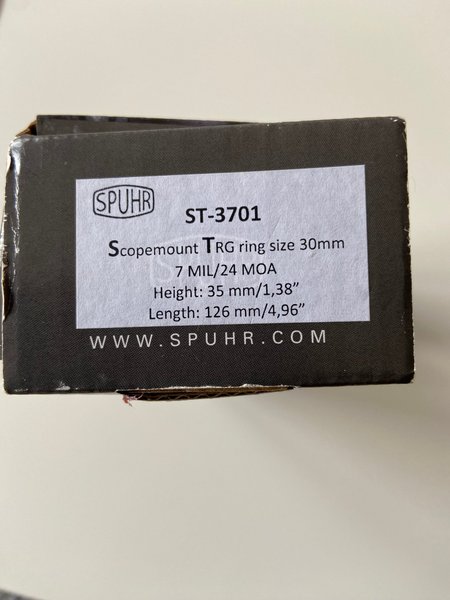 SPUHR
ST-3701
Scopemount TRG ring size 30mm
7 MIL/24 MOA
Height: 35 mm/1,38”
Length: 126 mm/4,96”
WWW.SPUHR.COM